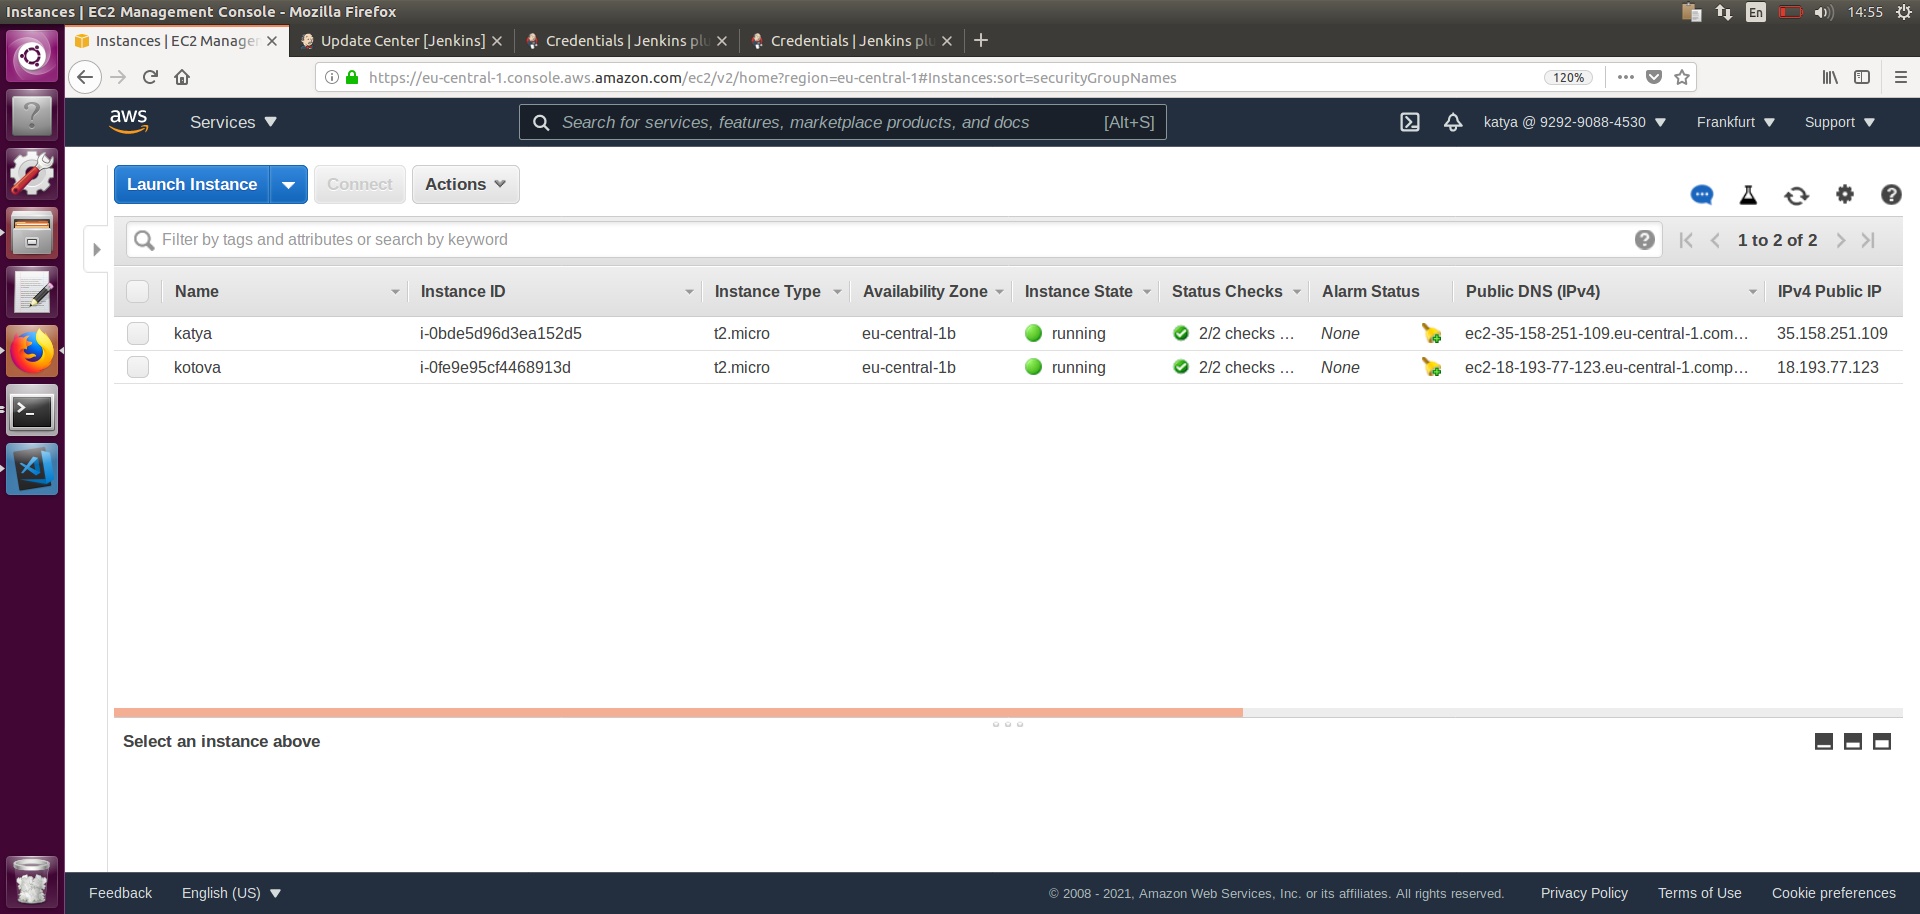 Instances | EC2 Management Console - Mozilla Firefox
En
14:55
Instances | EC2 Manager
Update Center [Jenkins]
Credentials | Jenkins plu
Credentials | Jenkins plu
https://eu-central-1.console.aws.amazon.com/ec2/v2/home?region=eu-central-1#Instances:sort=securityGroupNames
120%
aws
Services
Search for services, features, marketplace products, and docs
[Alt+S]
katya @ 9292-9088-4530
Frankfurt
Support
Launch Instance
Connect
Actions
Filter by tags and attributes or search by keyword
1 to 2 of 2
Name Instance ID Instance Type Availability Zone Instance State Status Checks Alarm Status Public DNS (IPv4) IPv4 Public IP
katya i-0bde5d96d3ea152d5 t2.micro eu-central-1b running 2/2 checks ... None ec2-35-158-251-109.eu-central-1.com... 35.158.251.109
kotova i-0fe9e95cf4468913d t2.micro eu-central-1b running 2/2 checks ... None ec2-18-193-77-123.eu-central-1.comp... 18.193.77.123
Select an instance above
Feedback
English (US)
© 2008 - 2021, Amazon Web Services, Inc. or its affiliates. All rights reserved.
Privacy Policy
Terms of Use
Cookie preferences